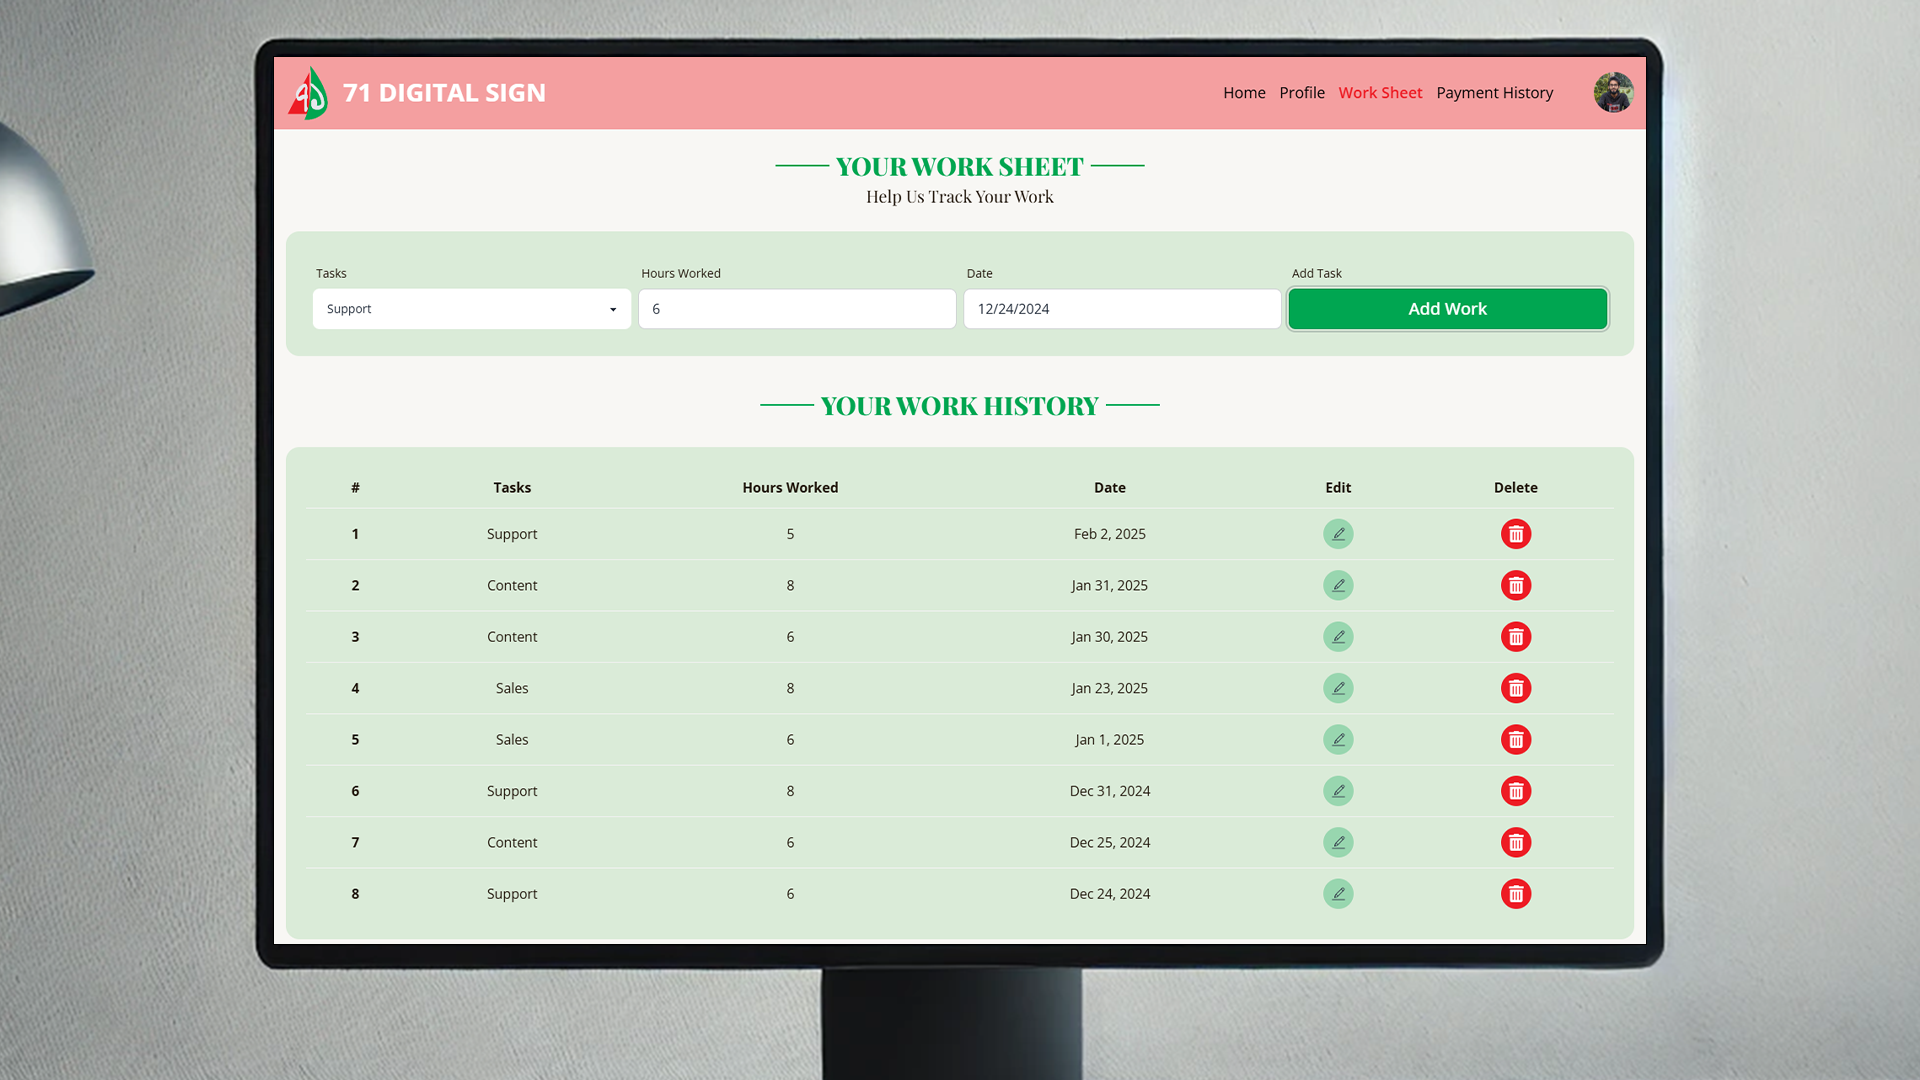 71 DIGITAL SIGN
Home Profile Work Sheet Payment History
YOUR WORK SHEET
Help Us Track Your Work
Tasks Hours Worked Date Add Task
Support 6 12/24/2024 Add Work
YOUR WORK HISTORY
# Tasks Hours Worked Date Edit Delete
1 Support 5 Feb 2, 2025
2 Content 8 Jan 31, 2025
3 Content 6 Jan 30, 2025
4 Sales 8 Jan 23, 2025
5 Sales 6 Jan 1, 2025
6 Support 8 Dec 31, 2024
7 Content 6 Dec 25, 2024
8 Support 6 Dec 24, 2024